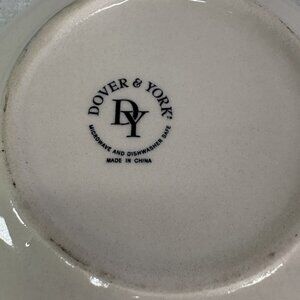 DOVER & YORK
DY
MICROWAVE AND DISHWASHER SAFE
MADE IN CHINA